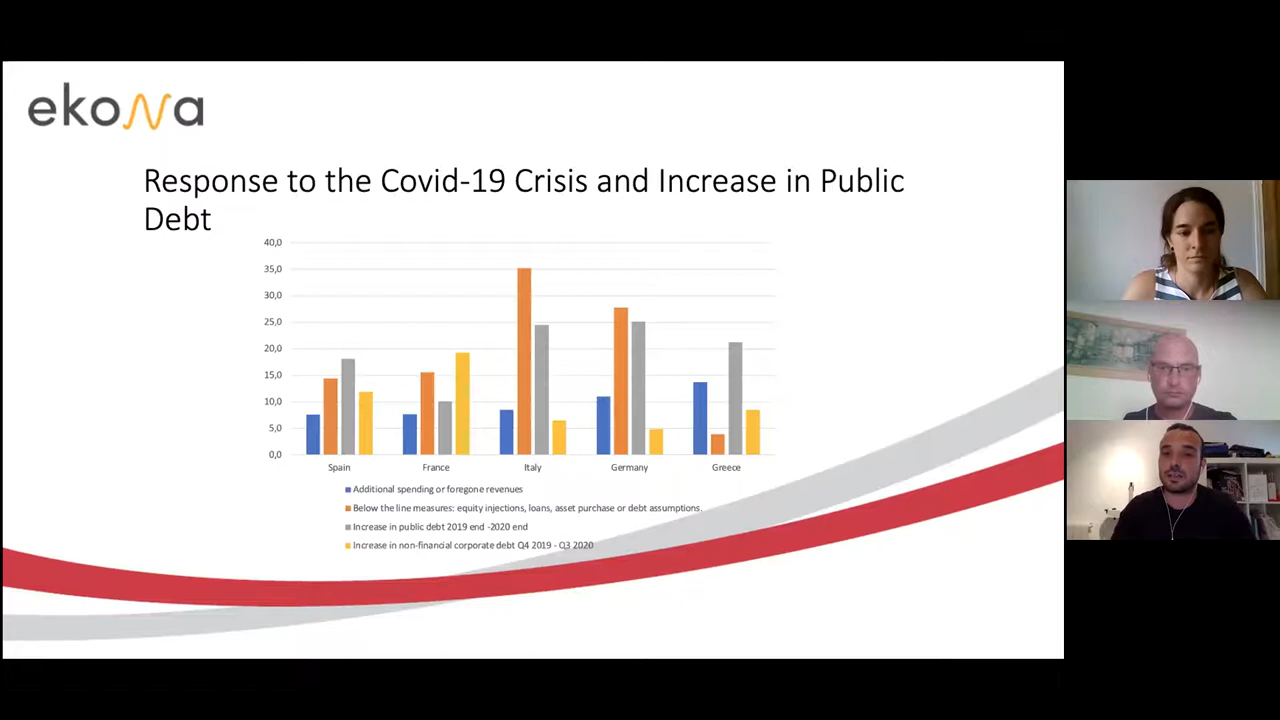 ekona
Response to the Covid-19 Crisis and Increase in Public
Debt
40,0
35,0
30,0
25,0
20,0
15,0
10,0
5,0
0,0
Spain France Italy Germany Greece
Additional spending or foregone revenues
Below the line measures: equity injections, loans, asset purchase or debt assumptions.
Increase in public debt 2019 end -2020 end
Increase in non-financial corporate debt Q4 2019 - Q3 2020